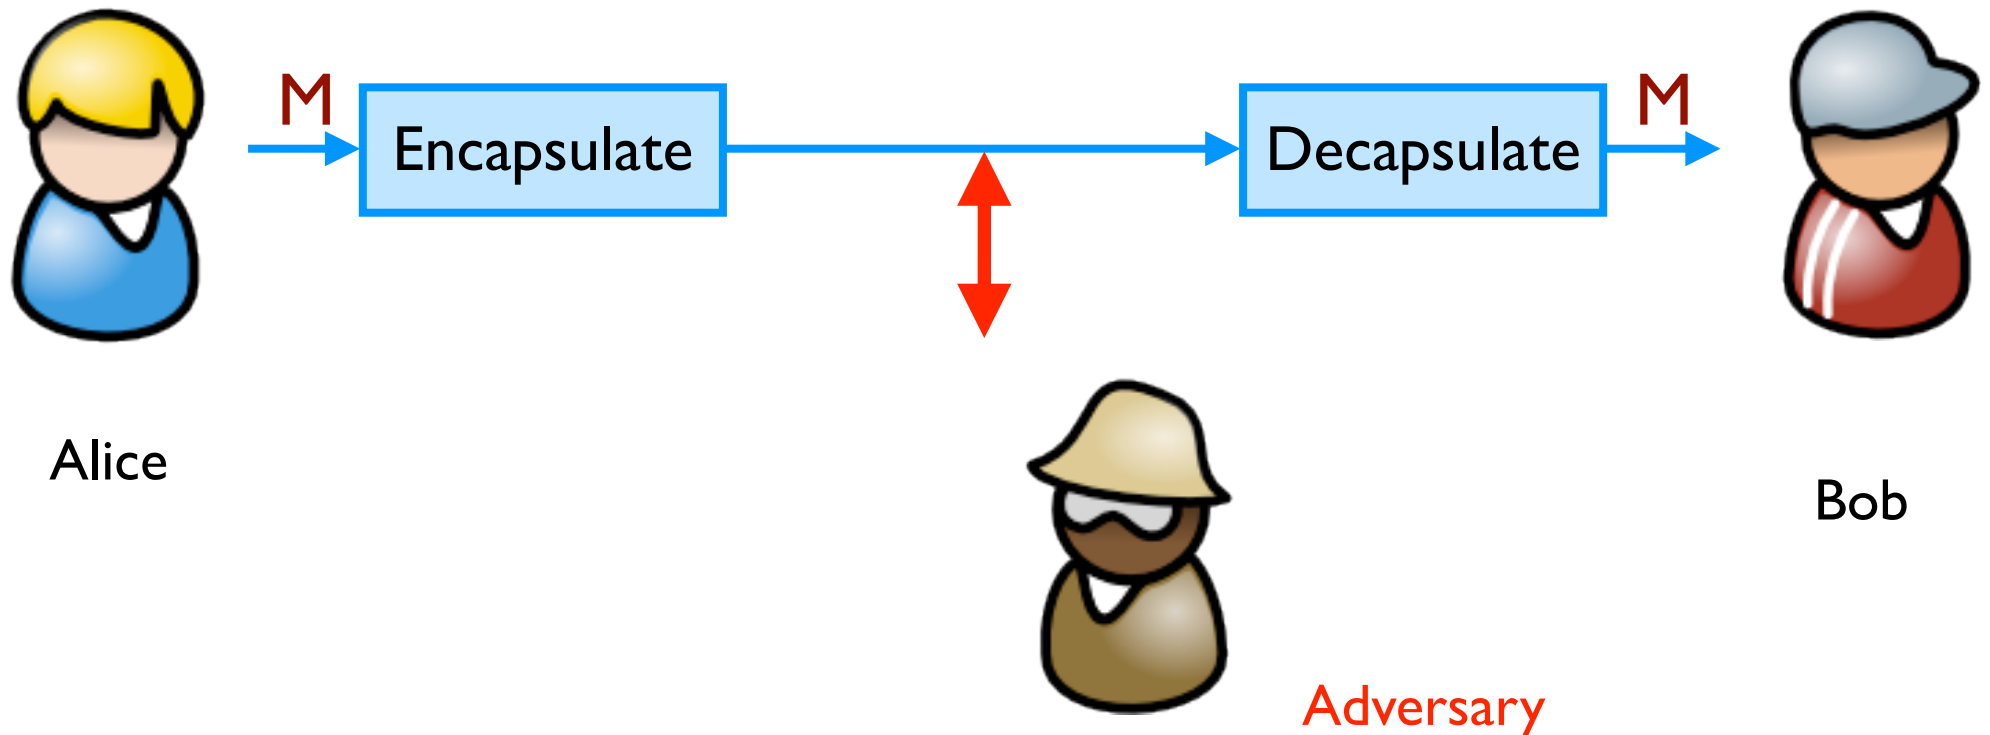 M
Encapsulate
Decapsulate
M
Alice
Bob
Adversary